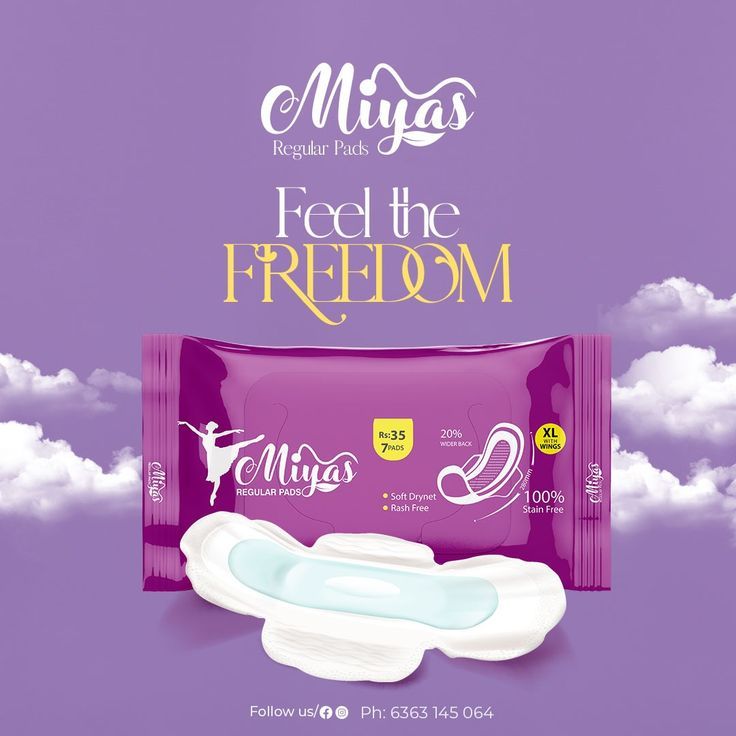 Miyas
Regular Pads
Feel the
FREEDOM
Miyas
Miyas
REGULAR PADS
Rs:35
7PADS
Soft Drynet
Rash Free
20%
WIDER BACK
XL
WITH
WINGS
100%
Stain Free
Miyas
Follow us/
Ph: 6363 145 064